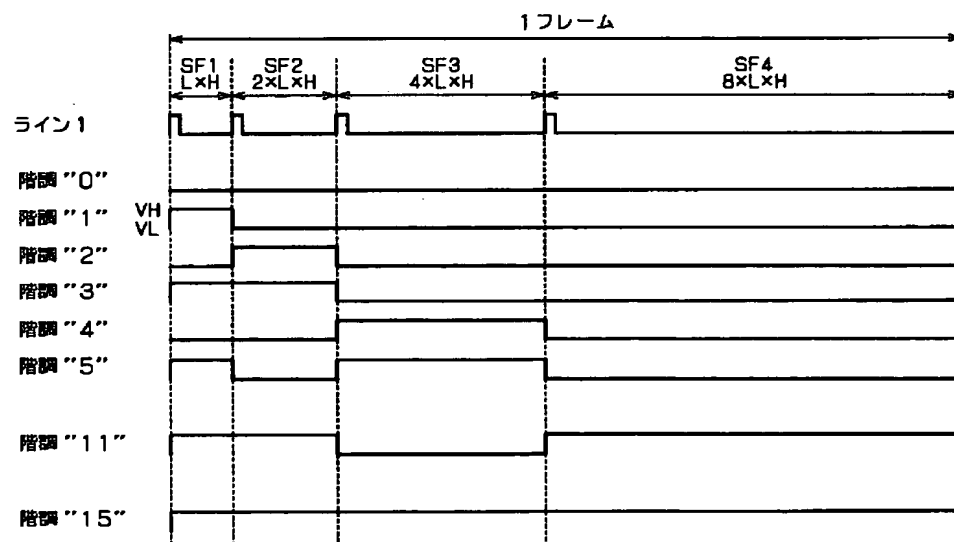 1フレーム
SF1
L×H
SF2
2×L×H
SF3
4×L×H
SF4
8×L×H
ライン1
階調"0"
階調"1"
VH
VL
階調"2"
階調"3"
階調"4"
階調"5"
階調"11"
階調"15"